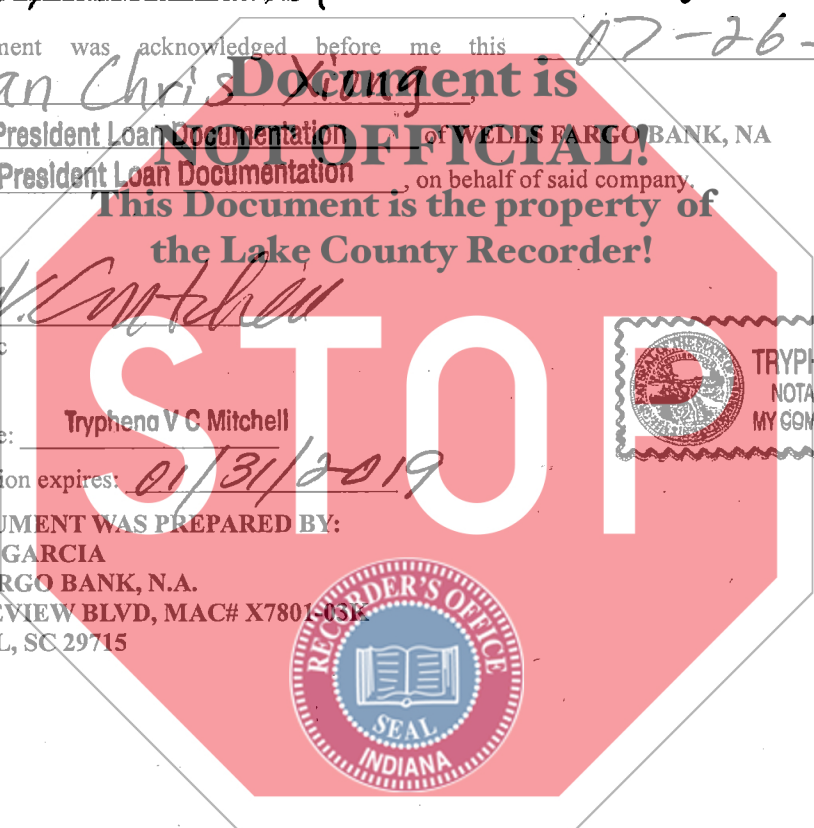 ment was acknowledged before me this 07-26-
an Chris Xiong,
Document is
President Loan Documentation of WELLS FARGO BANK, NA
NOT OFFICIAL!
President Loan Documentation, on behalf of said company.
This Document is the property of
the Lake County Recorder!
Mitchell
STOP
c
TRYPH
NOTA
MY COM
e: Tryphena V C Mitchell
ion expires: 01/31/2019
UMENT WAS PREPARED BY:
GARCIA
RGO BANK, N.A.
EVIEW BLVD, MAC# X7801-03K
L, SC 29715
RECORDER'S OFFICE
SEAL
INDIANA